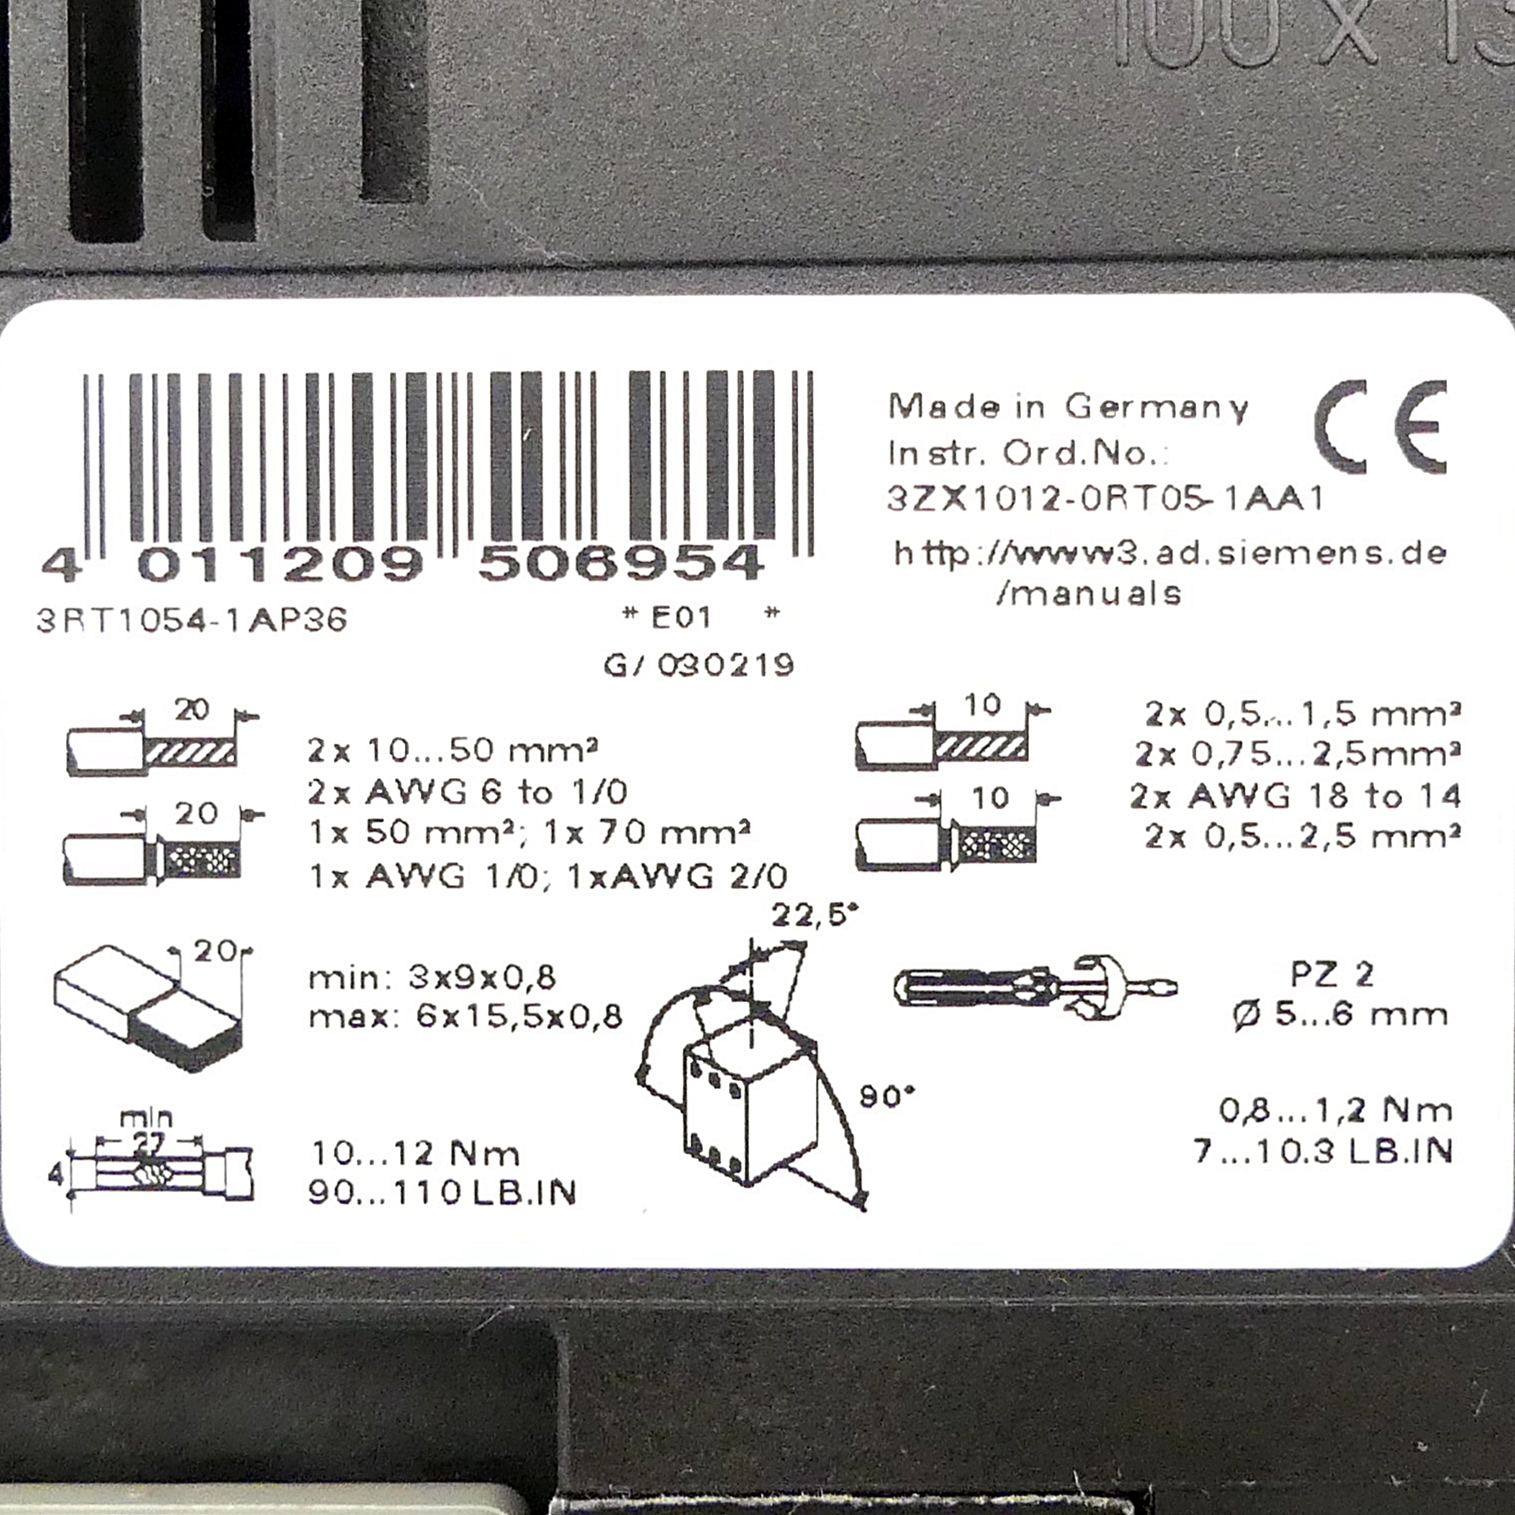 100 x 13
Made in Germany CE
Instr. Ord.No.:
3ZX1012-0RT05-1AA1
http://www3.ad.siemens.de
/manuals
4 011209 506954
3RT1054-1AP36 * E01 *
G/ 030219
20
2x 10...50 mm²
2x AWG 6 to 1/0
20
1x 50 mm²; 1x 70 mm²
1x AWG 1/0; 1xAWG 2/0
10
2x 0,5...1,5 mm²
2x 0,75...2,5mm²
10
2x AWG 18 to 14
2x 0,5...2,5 mm²
20
min: 3x9x0,8
max: 6x15,5x0,8
22,5°
90°
PZ 2
Ø 5...6 mm
min
27
4
10...12 Nm
90...110 LB.IN
0,8...1,2 Nm
7...10.3 LB.IN